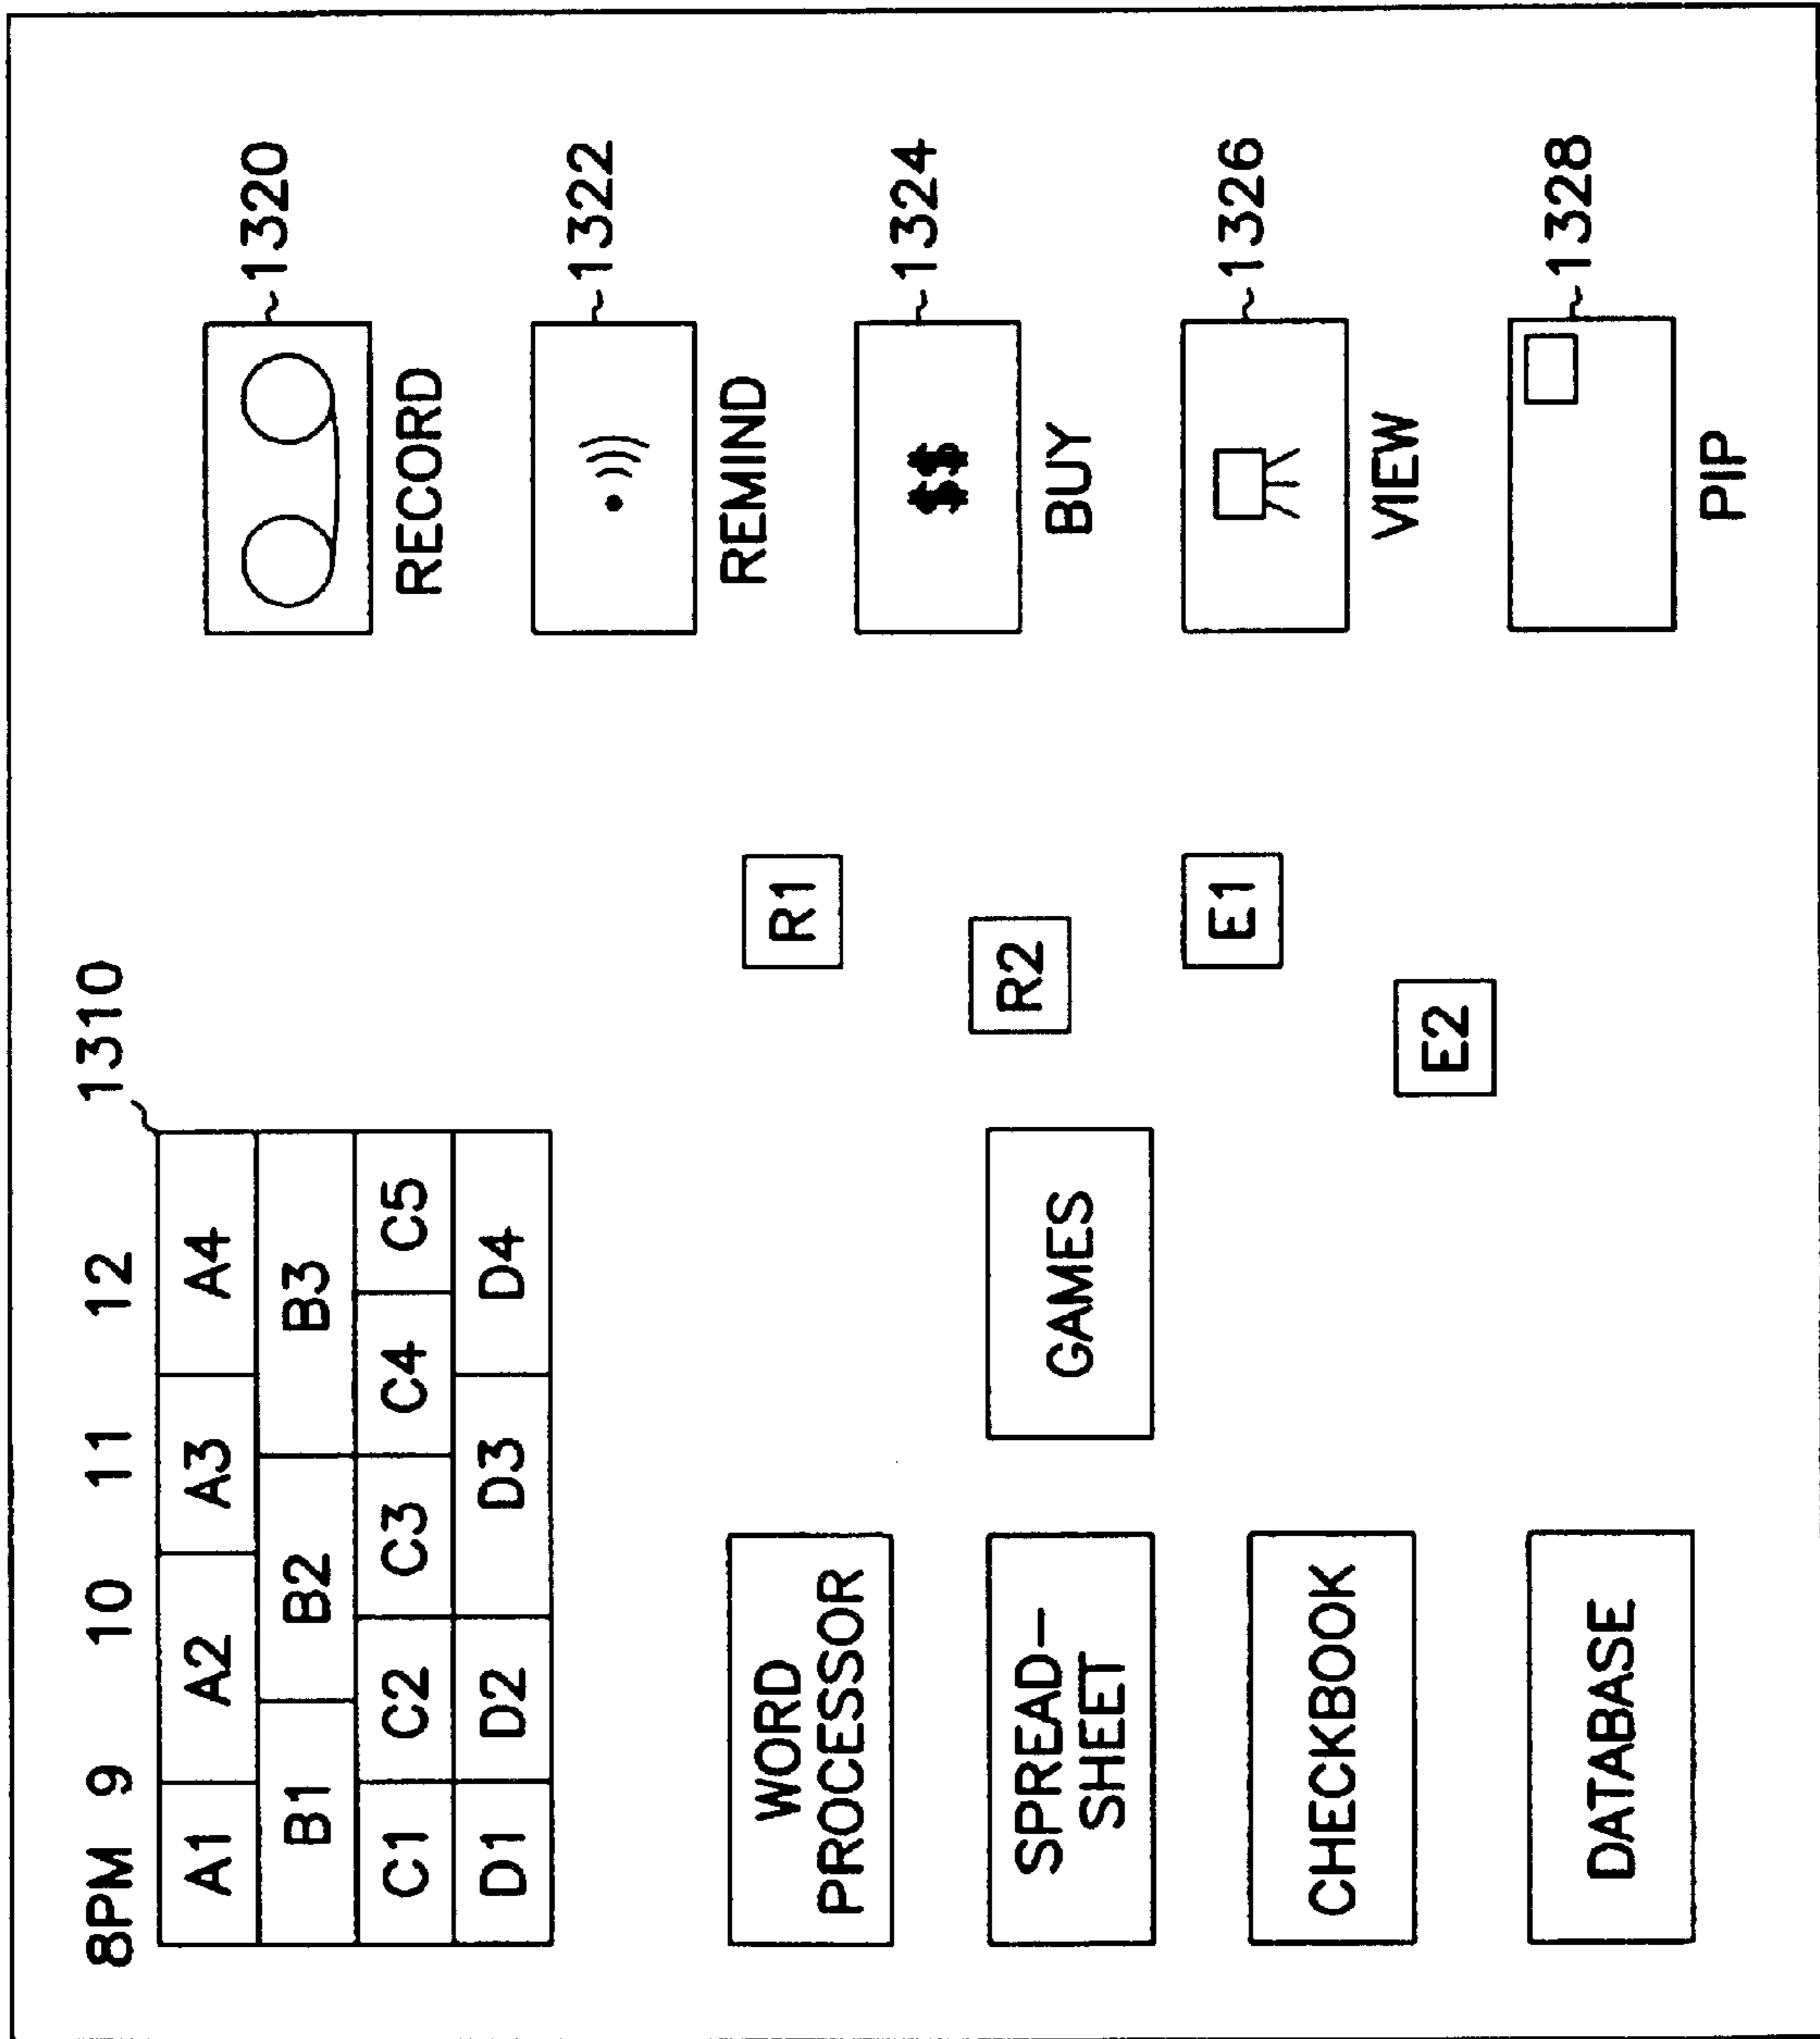 1310
8PM 9 10 11 12
A1 A2 A3 A4
B1 B2 B3
C1 C2 C3 C4 C5
D1 D2 D3 D4
1320
RECORD
1322
REMIND
1324
$$
BUY
1326
VIEW
1328
PIP
WORD
PROCESSOR
SPREAD-
SHEET
GAMES
CHECKBOOK
DATABASE
R1
R2
E1
E2